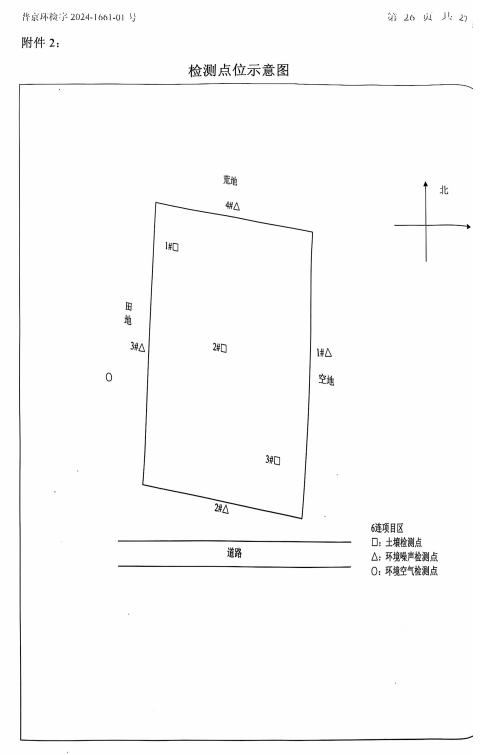 普京环检字 2024-1661-01 号
第 26 页 共 27
附件 2：
检测点位示意图
荒地
4#△
北
1#□
田
地
3#△
2#□
1#△
空地
O
3#□
2#△
道路
6连项目区
□：土壤检测点
△：环境噪声检测点
O：环境空气检测点